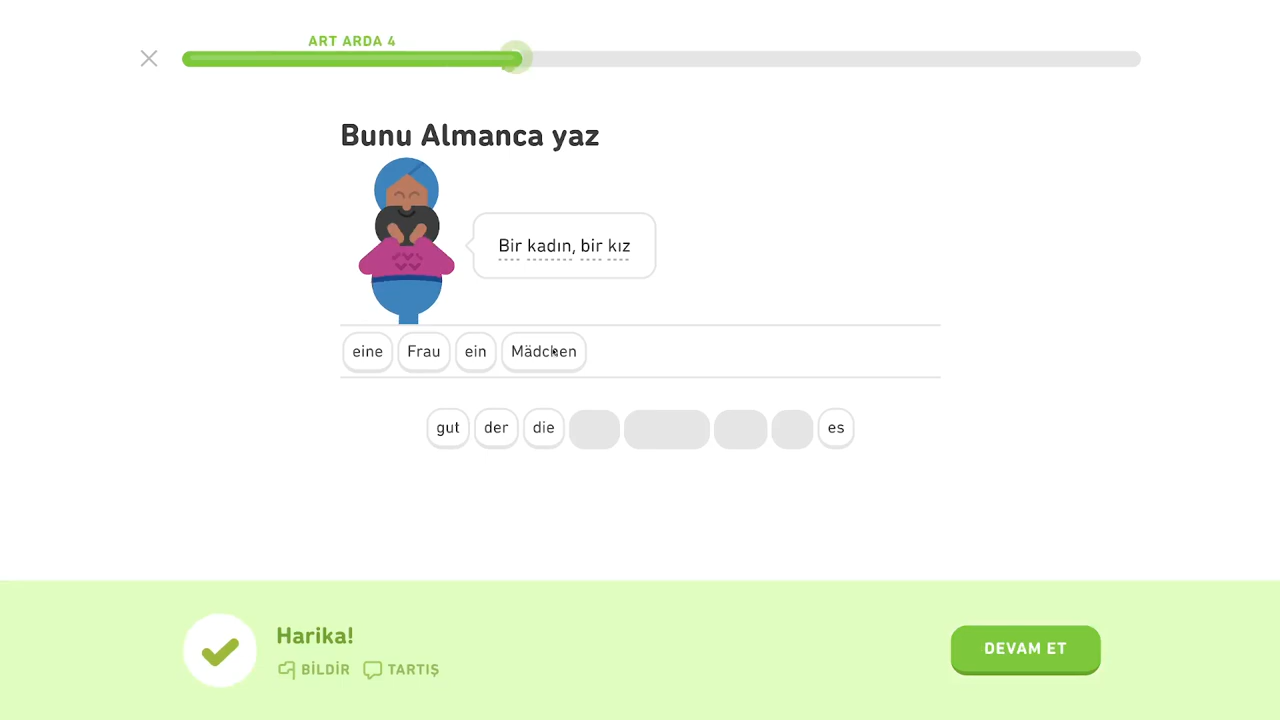 ART ARDA 4
Bunu Almanca yaz
Bir kadın, bir kız
eine Frau ein Mädchen
gut der die es
Harika!
BİLDİR TARTIŞ
DEVAM ET